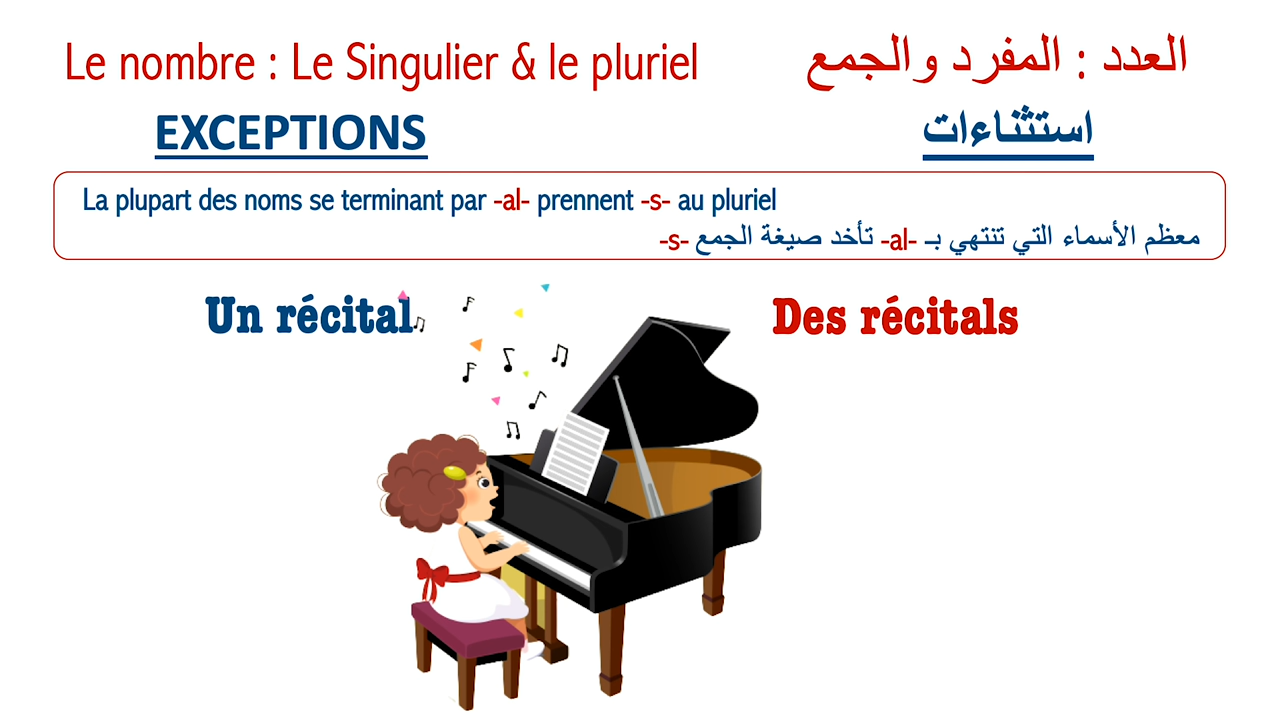 Le nombre : Le Singulier & le pluriel
العدد : المفرد والجمع
EXCEPTIONS
استثناءات
La plupart des noms se terminant par -al- prennent -s- au pluriel
معظم الأسماء التي تنتهي بـ -al- تأخد صيغة الجمع -s-
Un récital
Des récitals